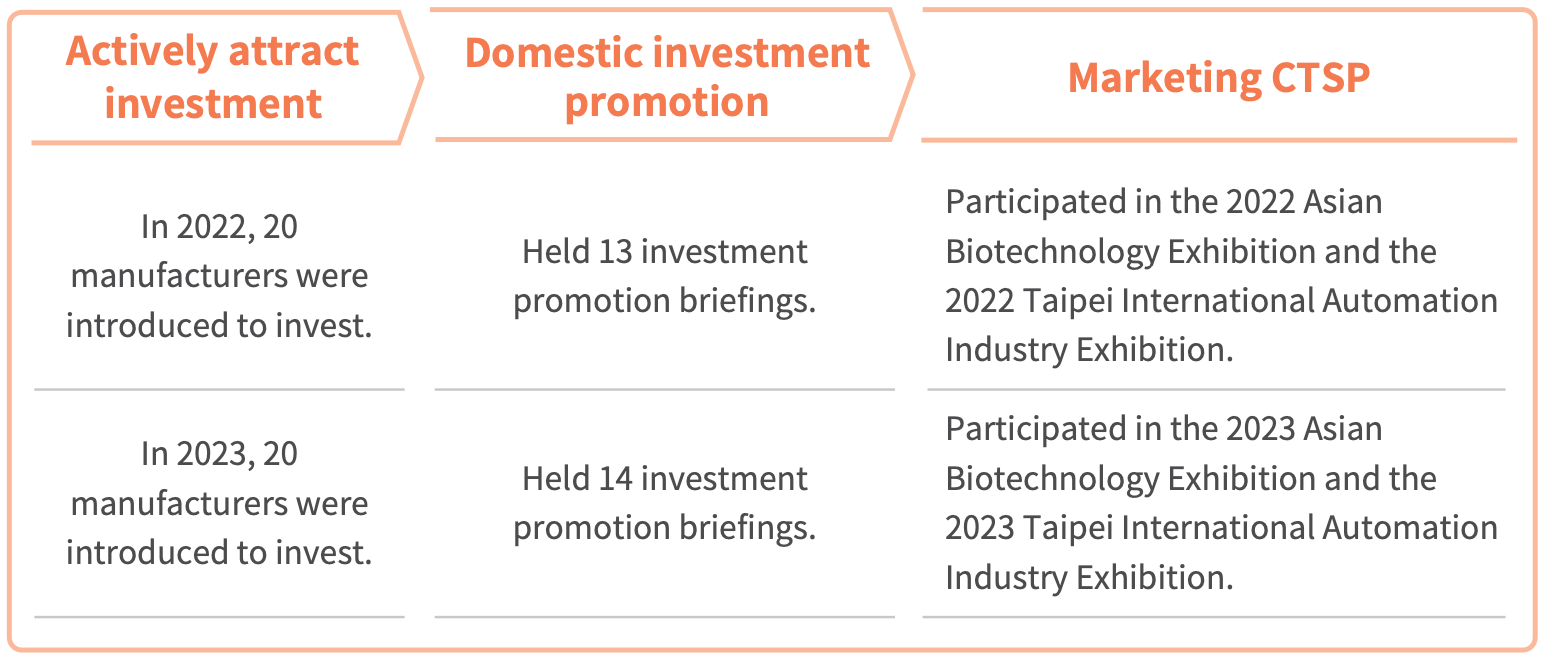 Actively attract
investment
Domestic investment
promotion
Marketing CTSP
In 2022, 20
manufacturers were
introduced to invest.
Held 13 investment
promotion briefings.
Participated in the 2022 Asian
Biotechnology Exhibition and the
2022 Taipei International Automation
Industry Exhibition.
In 2023, 20
manufacturers were
introduced to invest.
Held 14 investment
promotion briefings.
Participated in the 2023 Asian
Biotechnology Exhibition and the
2023 Taipei International Automation
Industry Exhibition.